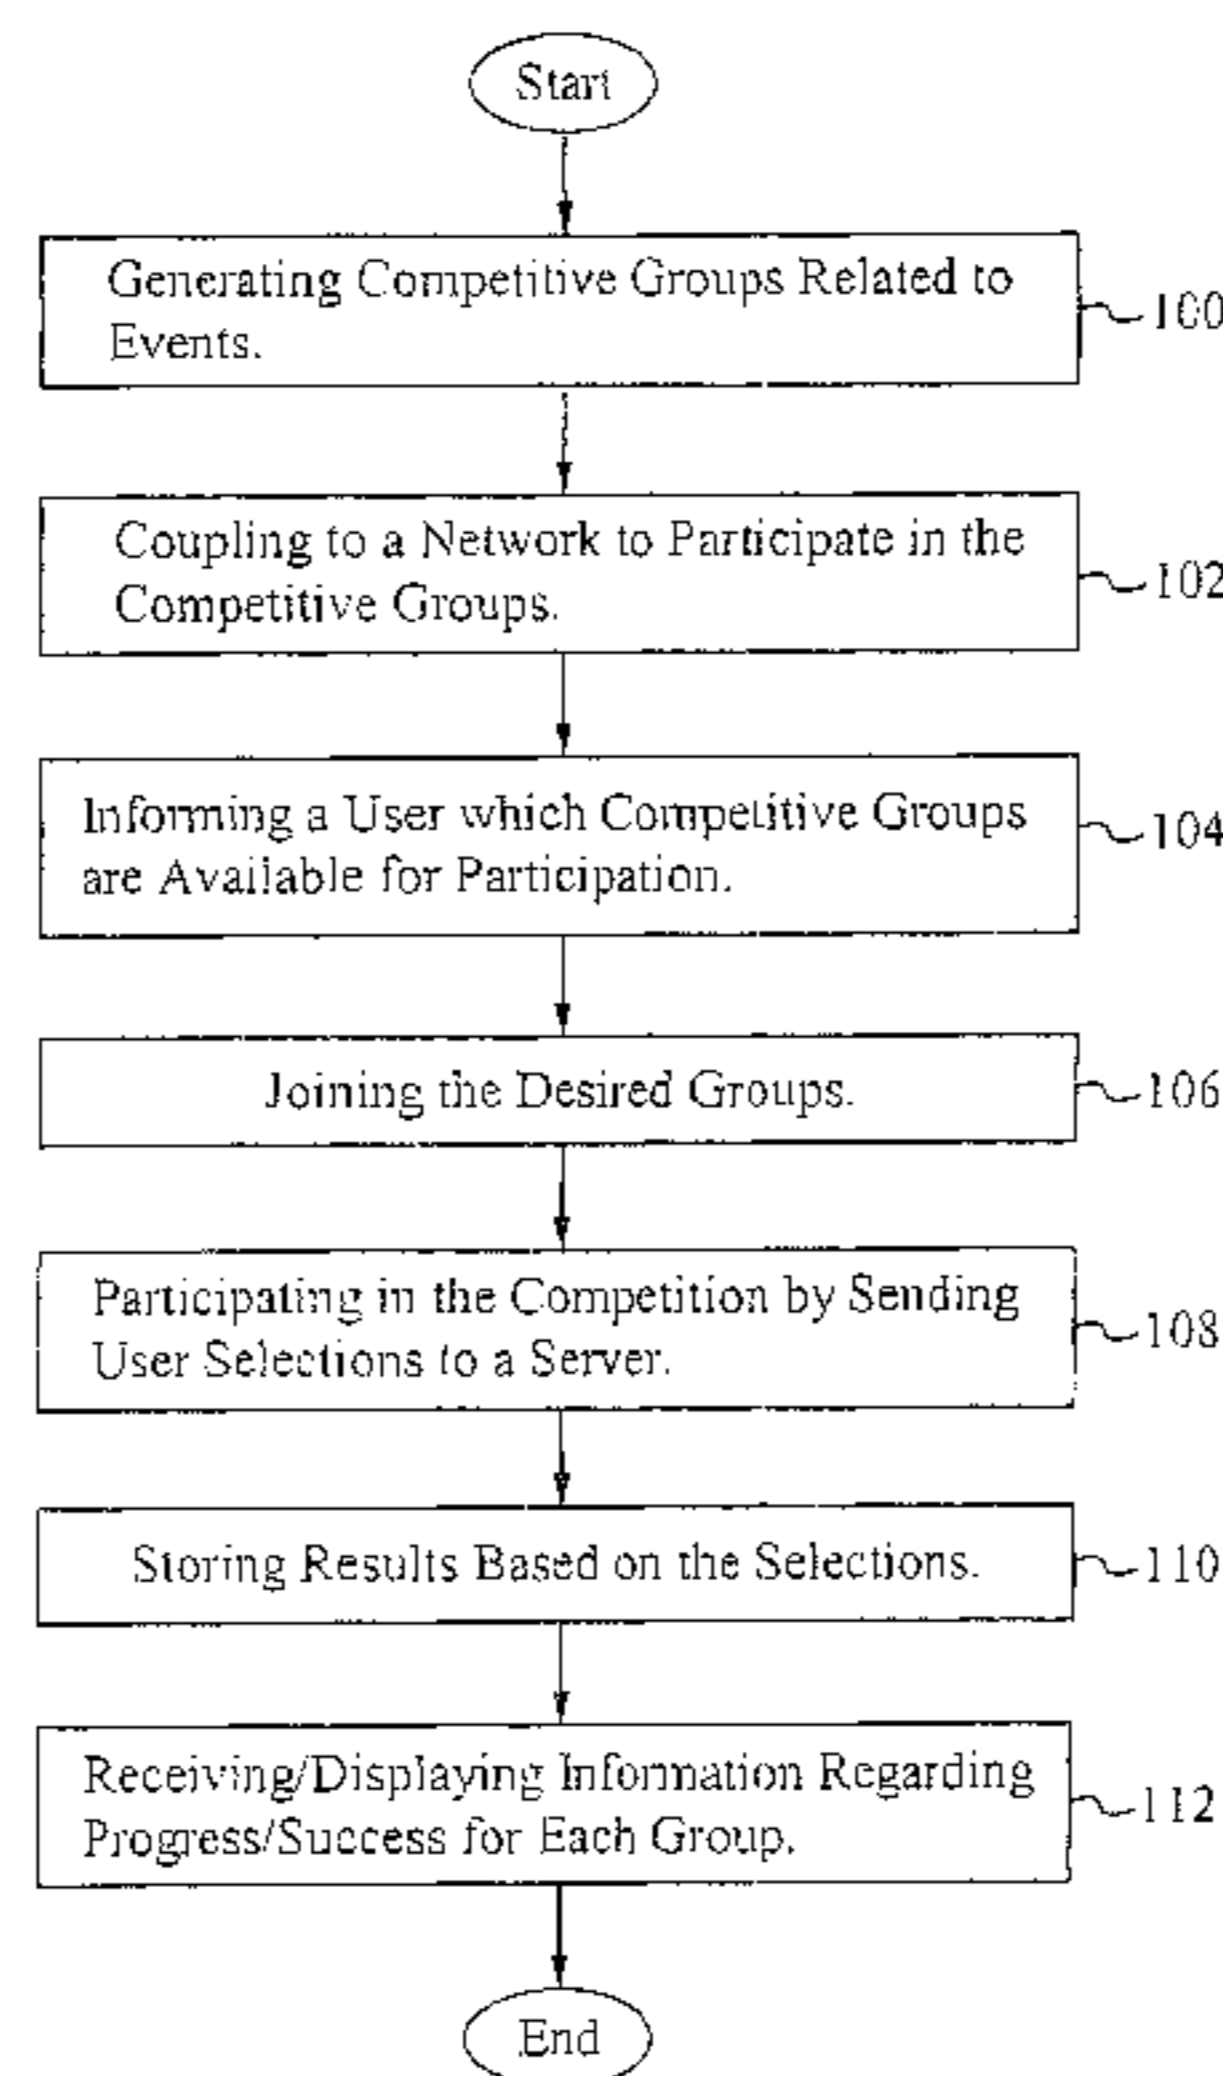 Start
Generating Competitive Groups Related to
Events.
100
Coupling to a Network to Participate in the
Competitive Groups.
102
Informing a User which Competitive Groups
are Available for Participation.
104
Joining the Desired Groups.
106
Participating in the Competition by Sending
User Selections to a Server.
108
Storing Results Based on the Selections.
110
Receiving/Displaying Information Regarding
Progress/Success for Each Group.
112
End